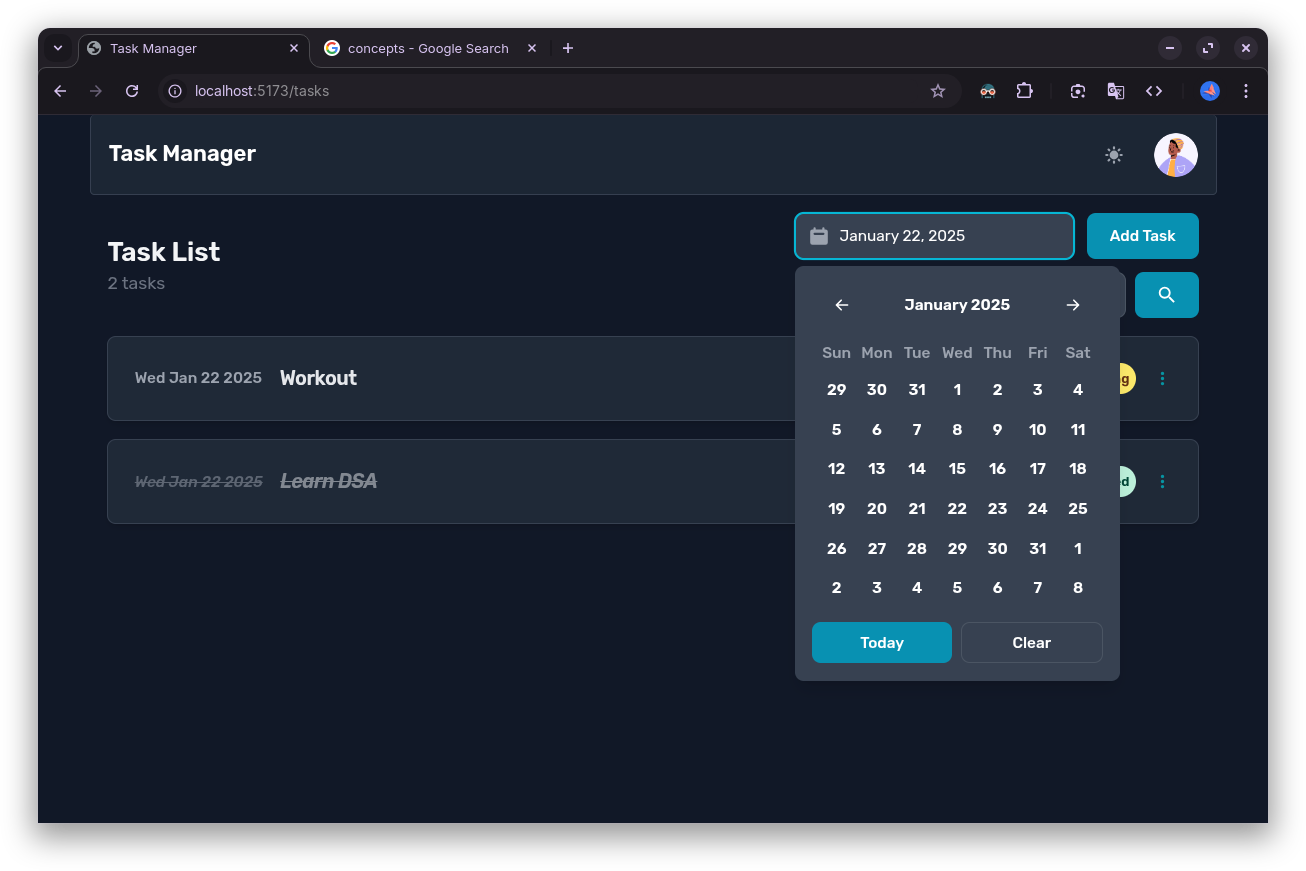 Task Manager
concepts - Google Search
localhost:5173/tasks
Task Manager
Task List
2 tasks
January 22, 2025
Add Task
January 2025
Sun Mon Tue Wed Thu Fri Sat
29 30 31 1 2 3 4
5 6 7 8 9 10 11
12 13 14 15 16 17 18
19 20 21 22 23 24 25
26 27 28 29 30 31 1
2 3 4 5 6 7 8
Today
Clear
Wed Jan 22 2025 Workout
Wed Jan 22 2025 Learn DSA